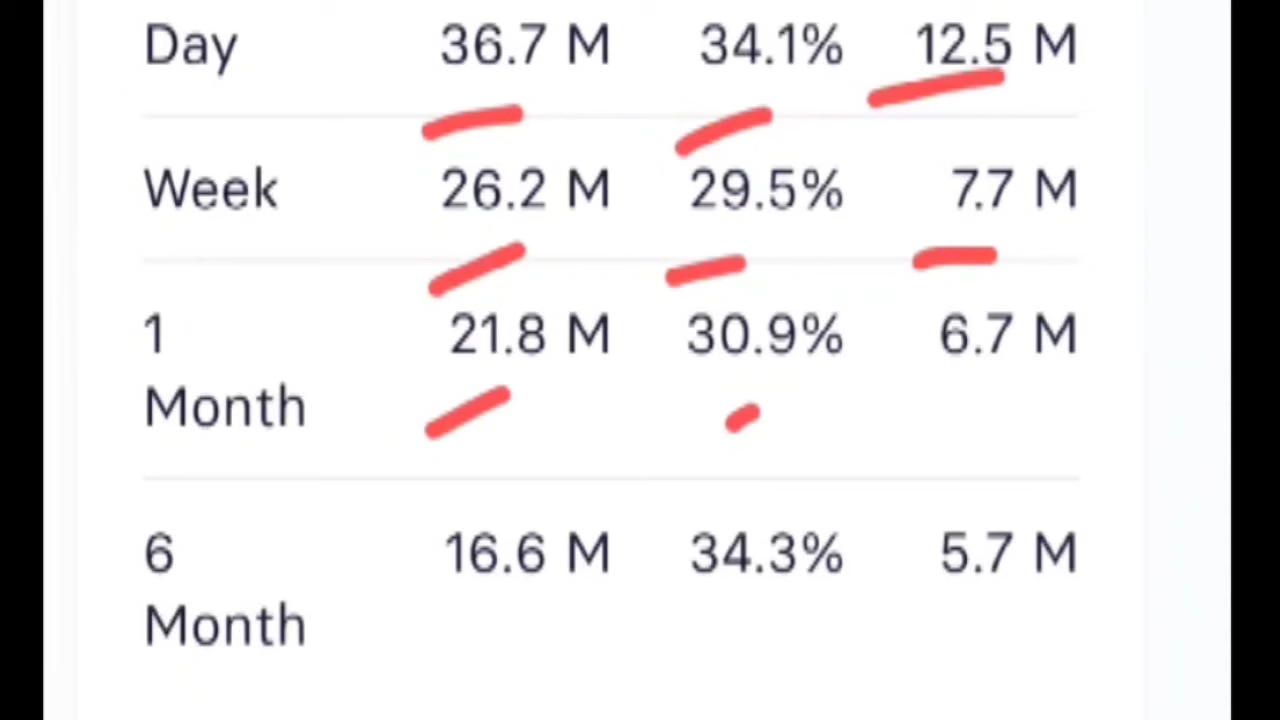 Day 36.7 M 34.1% 12.5 M
Week 26.2 M 29.5% 7.7 M
1 21.8 M 30.9% 6.7 M
Month
6 16.6 M 34.3% 5.7 M
Month